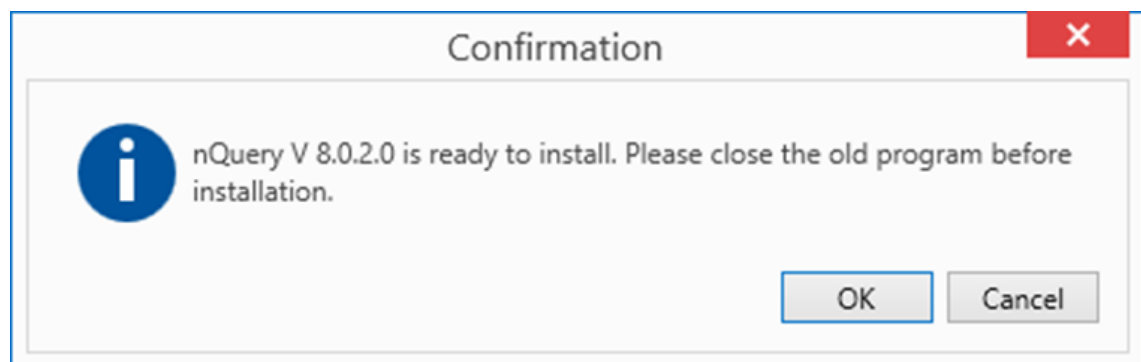 Confirmation
nQuery V 8.0.2.0 is ready to install. Please close the old program before
installation.
OK
Cancel